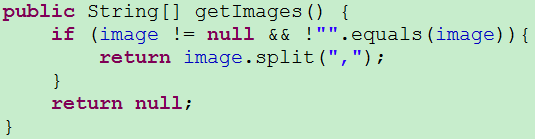 public String[] getImages() {
    if (image != null && !"".equals(image)){
        return image.split(",");
    }
    return null;
}